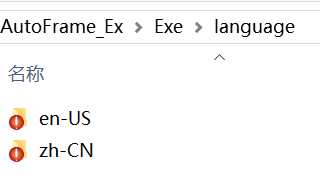 AutoFrame_Ex > Exe > language
名称
en-US
zh-CN